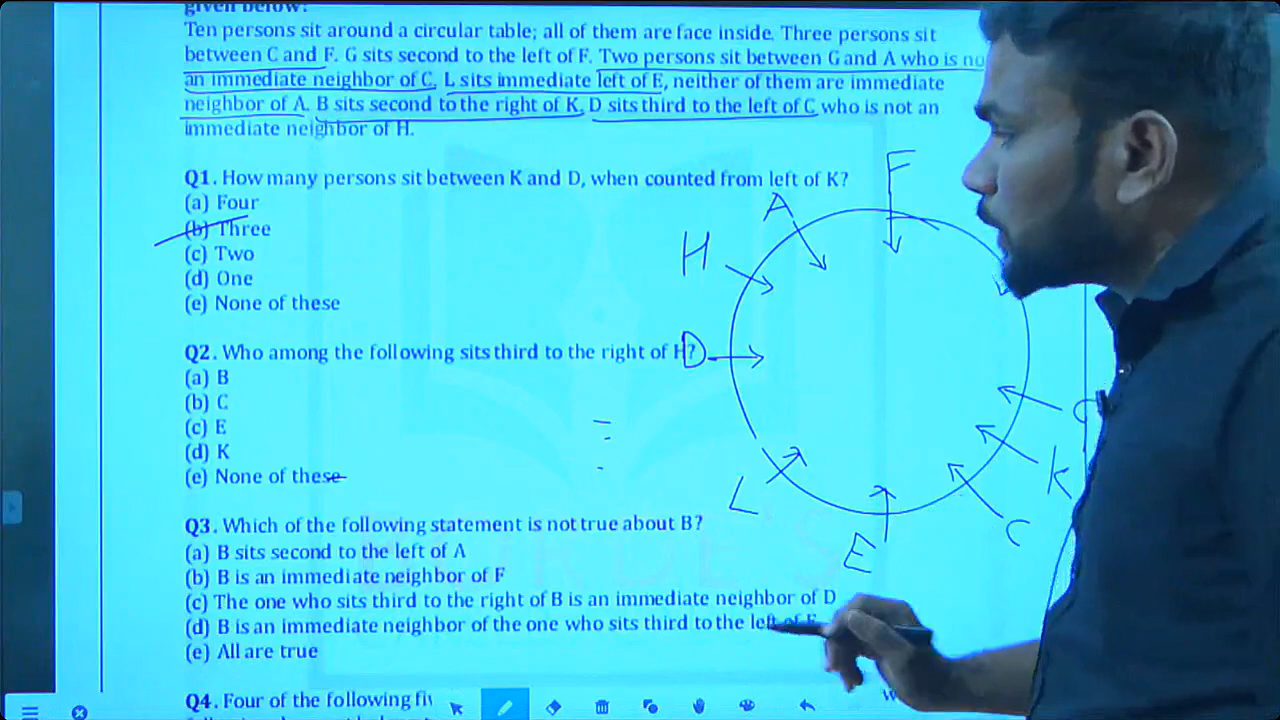 given below:
Ten persons sit around a circular table; all of them are face inside. Three persons sit
between C and F. G sits second to the left of F. Two persons sit between G and A who is
an immediate neighbor of C. L sits immediate left of E, neither of them are immediate
neighbor of A. B sits second to the right of K. D sits third to the left of C who is not an
immediate neighbor of H.
Q1. How many persons sit between K and D, when counted from left of K?
(a) Four
(b) Three
(c) Two
(d) One
(e) None of these
Q2. Who among the following sits third to the right of H?
(a) B
(b) C
(c) E
(d) K
(e) None of these
Q3. Which of the following statement is not true about B?
(a) B sits second to the left of A
(b) B is an immediate neighbor of F
(c) The one who sits third to the right of B is an immediate neighbor of D
(d) B is an immediate neighbor of the one who sits third to the left of
(e) All are true
Q4. Four of the following
F
A
H
D
L
E
C
K